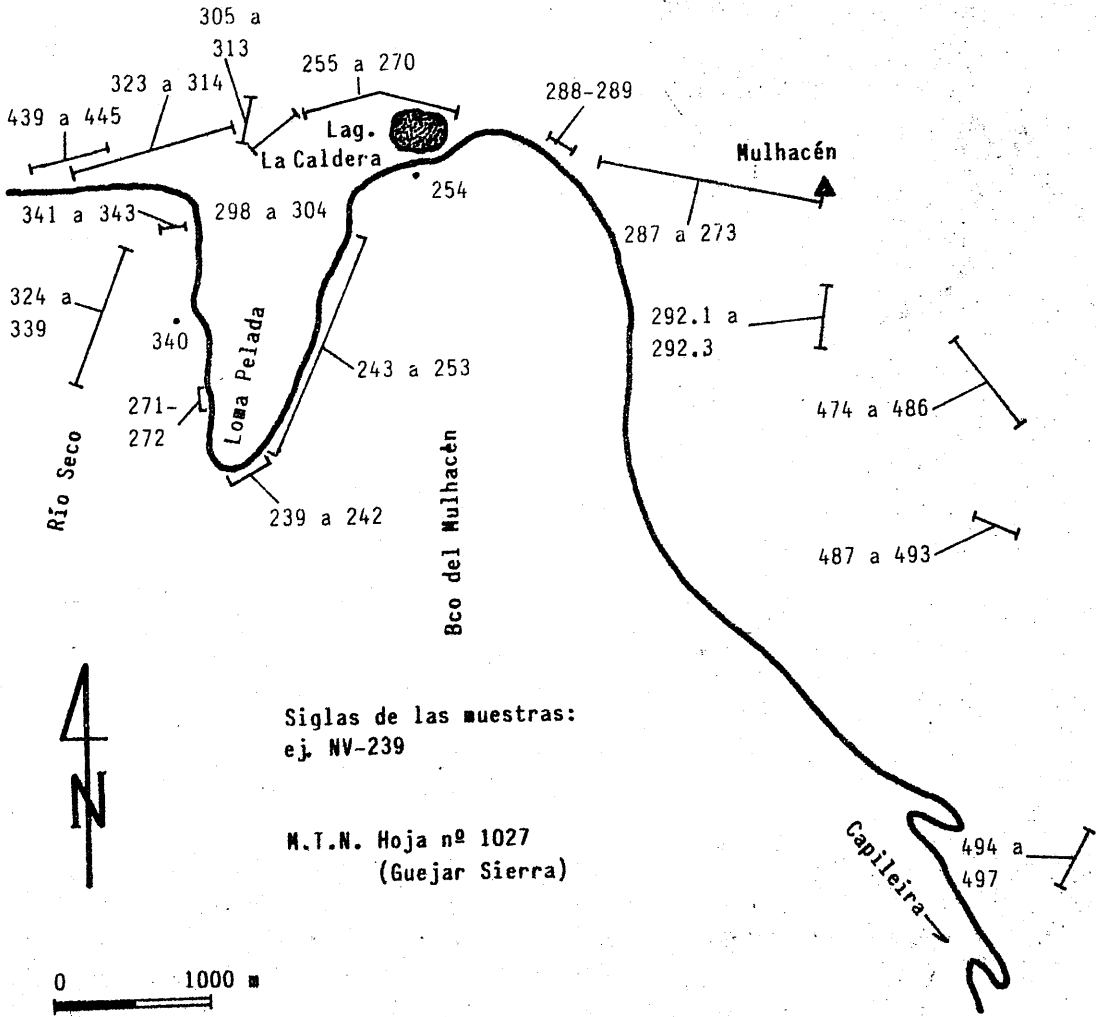 305 a
313
255 a 270
323 a 314
288-289
439 a 445
Lag.
La Caldera
Mulhacén
254
341 a 343
298 a 304
287 a 273
324 a
339
340
292.1 a
292.3
Loma Pelada
243 a 253
271-
272
474 a 486
Río Seco
239 a 242
Bco del Mulhacén
487 a 493
Siglas de las muestras:
ej. NV-239
N
M.T.N. Hoja nº 1027
(Guejar Sierra)
Capileira
494 a
497
0 1000 m